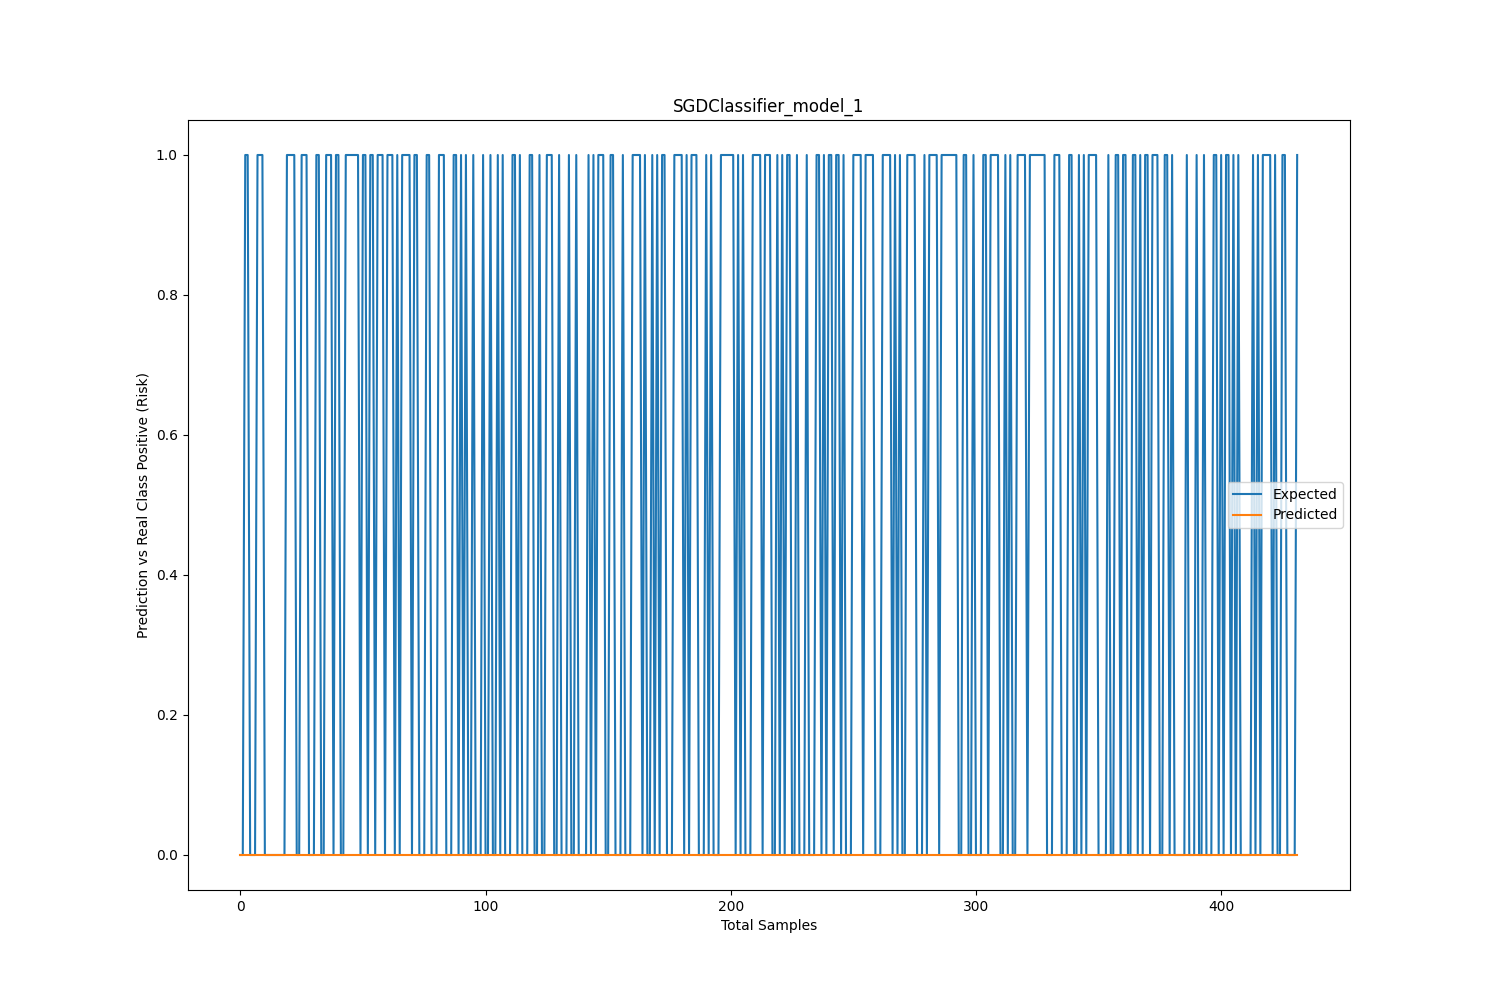 SGDClassifier_model_1
1.0
0.8
0.6
0.4
0.2
0.0
Prediction vs Real Class Positive (Risk)
Expected
Predicted
0 100 200 300 400
Total Samples